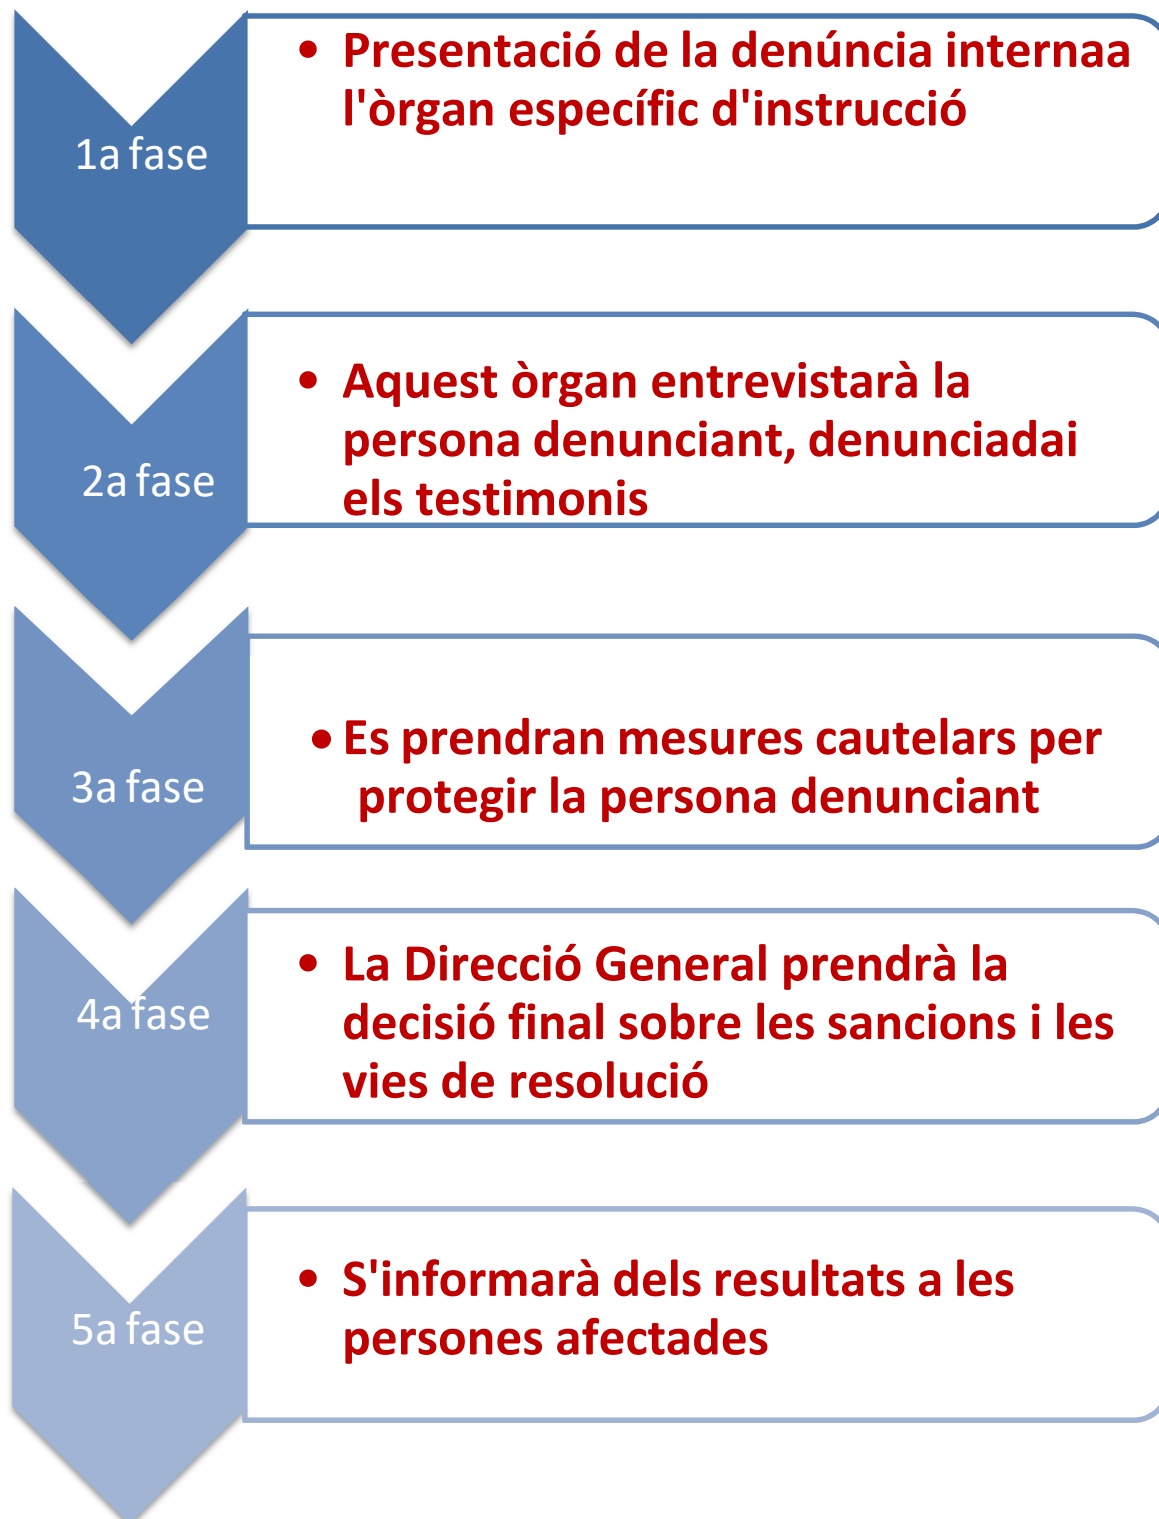 1a fase
• Presentació de la denúncia internaa
l'òrgan específic d'instrucció
2a fase
• Aquest òrgan entrevistarà la
persona denunciant, denunciadai
els testimonis
3a fase
• Es prendran mesures cautelars per
protegir la persona denunciant
4a fase
• La Direcció General prendrà la
decisió final sobre les sancions i les
vies de resolució
5a fase
• S'informarà dels resultats a les
persones afectades